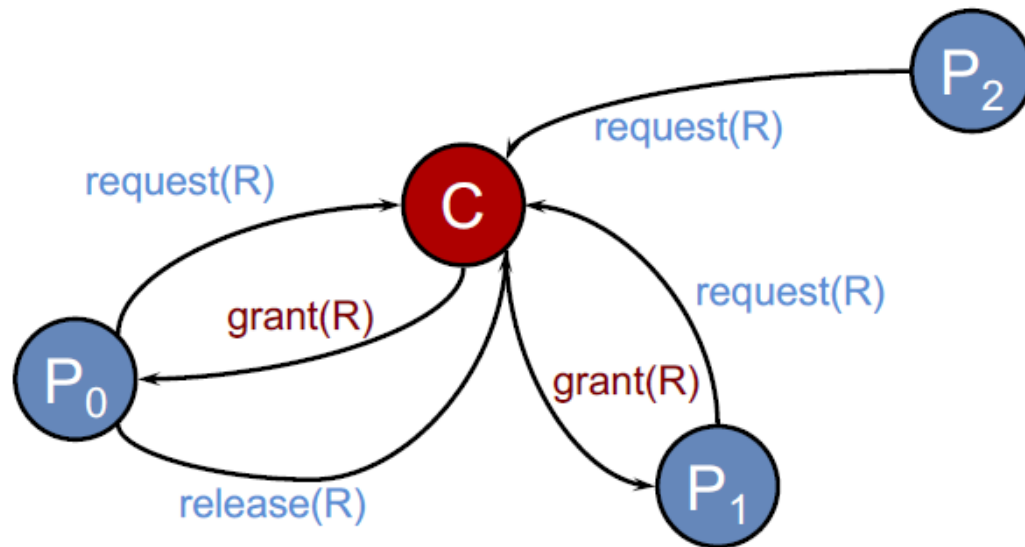 P₂
request(R)
request(R)
C
request(R)
grant(R)
P₀
grant(R)
P₁
release(R)